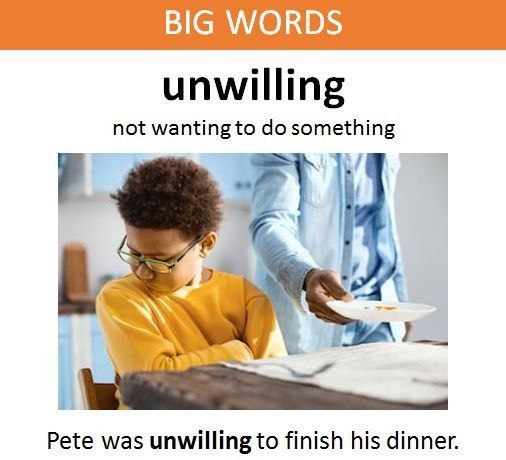 BIG WORDS
unwilling
not wanting to do something
Pete was unwilling to finish his dinner.